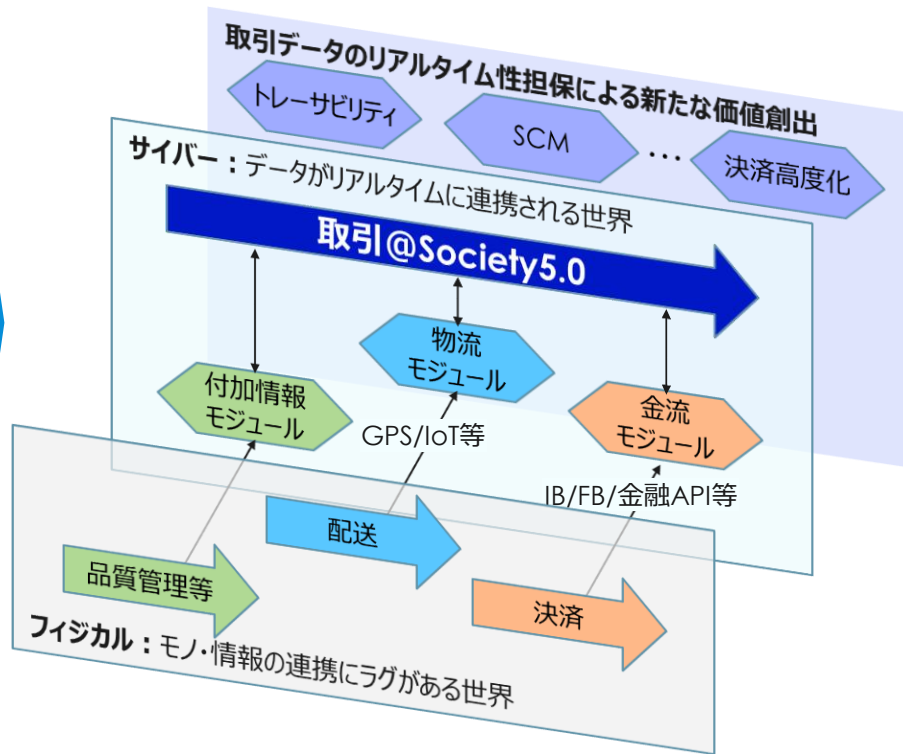 取引データのリアルタイム性担保による新たな価値創出
トレーサビリティ
SCM
…
決済高度化
サイバー：データがリアルタイムに連携される世界
取引@Society5.0
物流
モジュール
付加情報
モジュール
金流
モジュール
GPS/IoT等
IB/FB/金融API等
配送
品質管理等
決済
フィジカル：モノ・情報の連携にラグがある世界